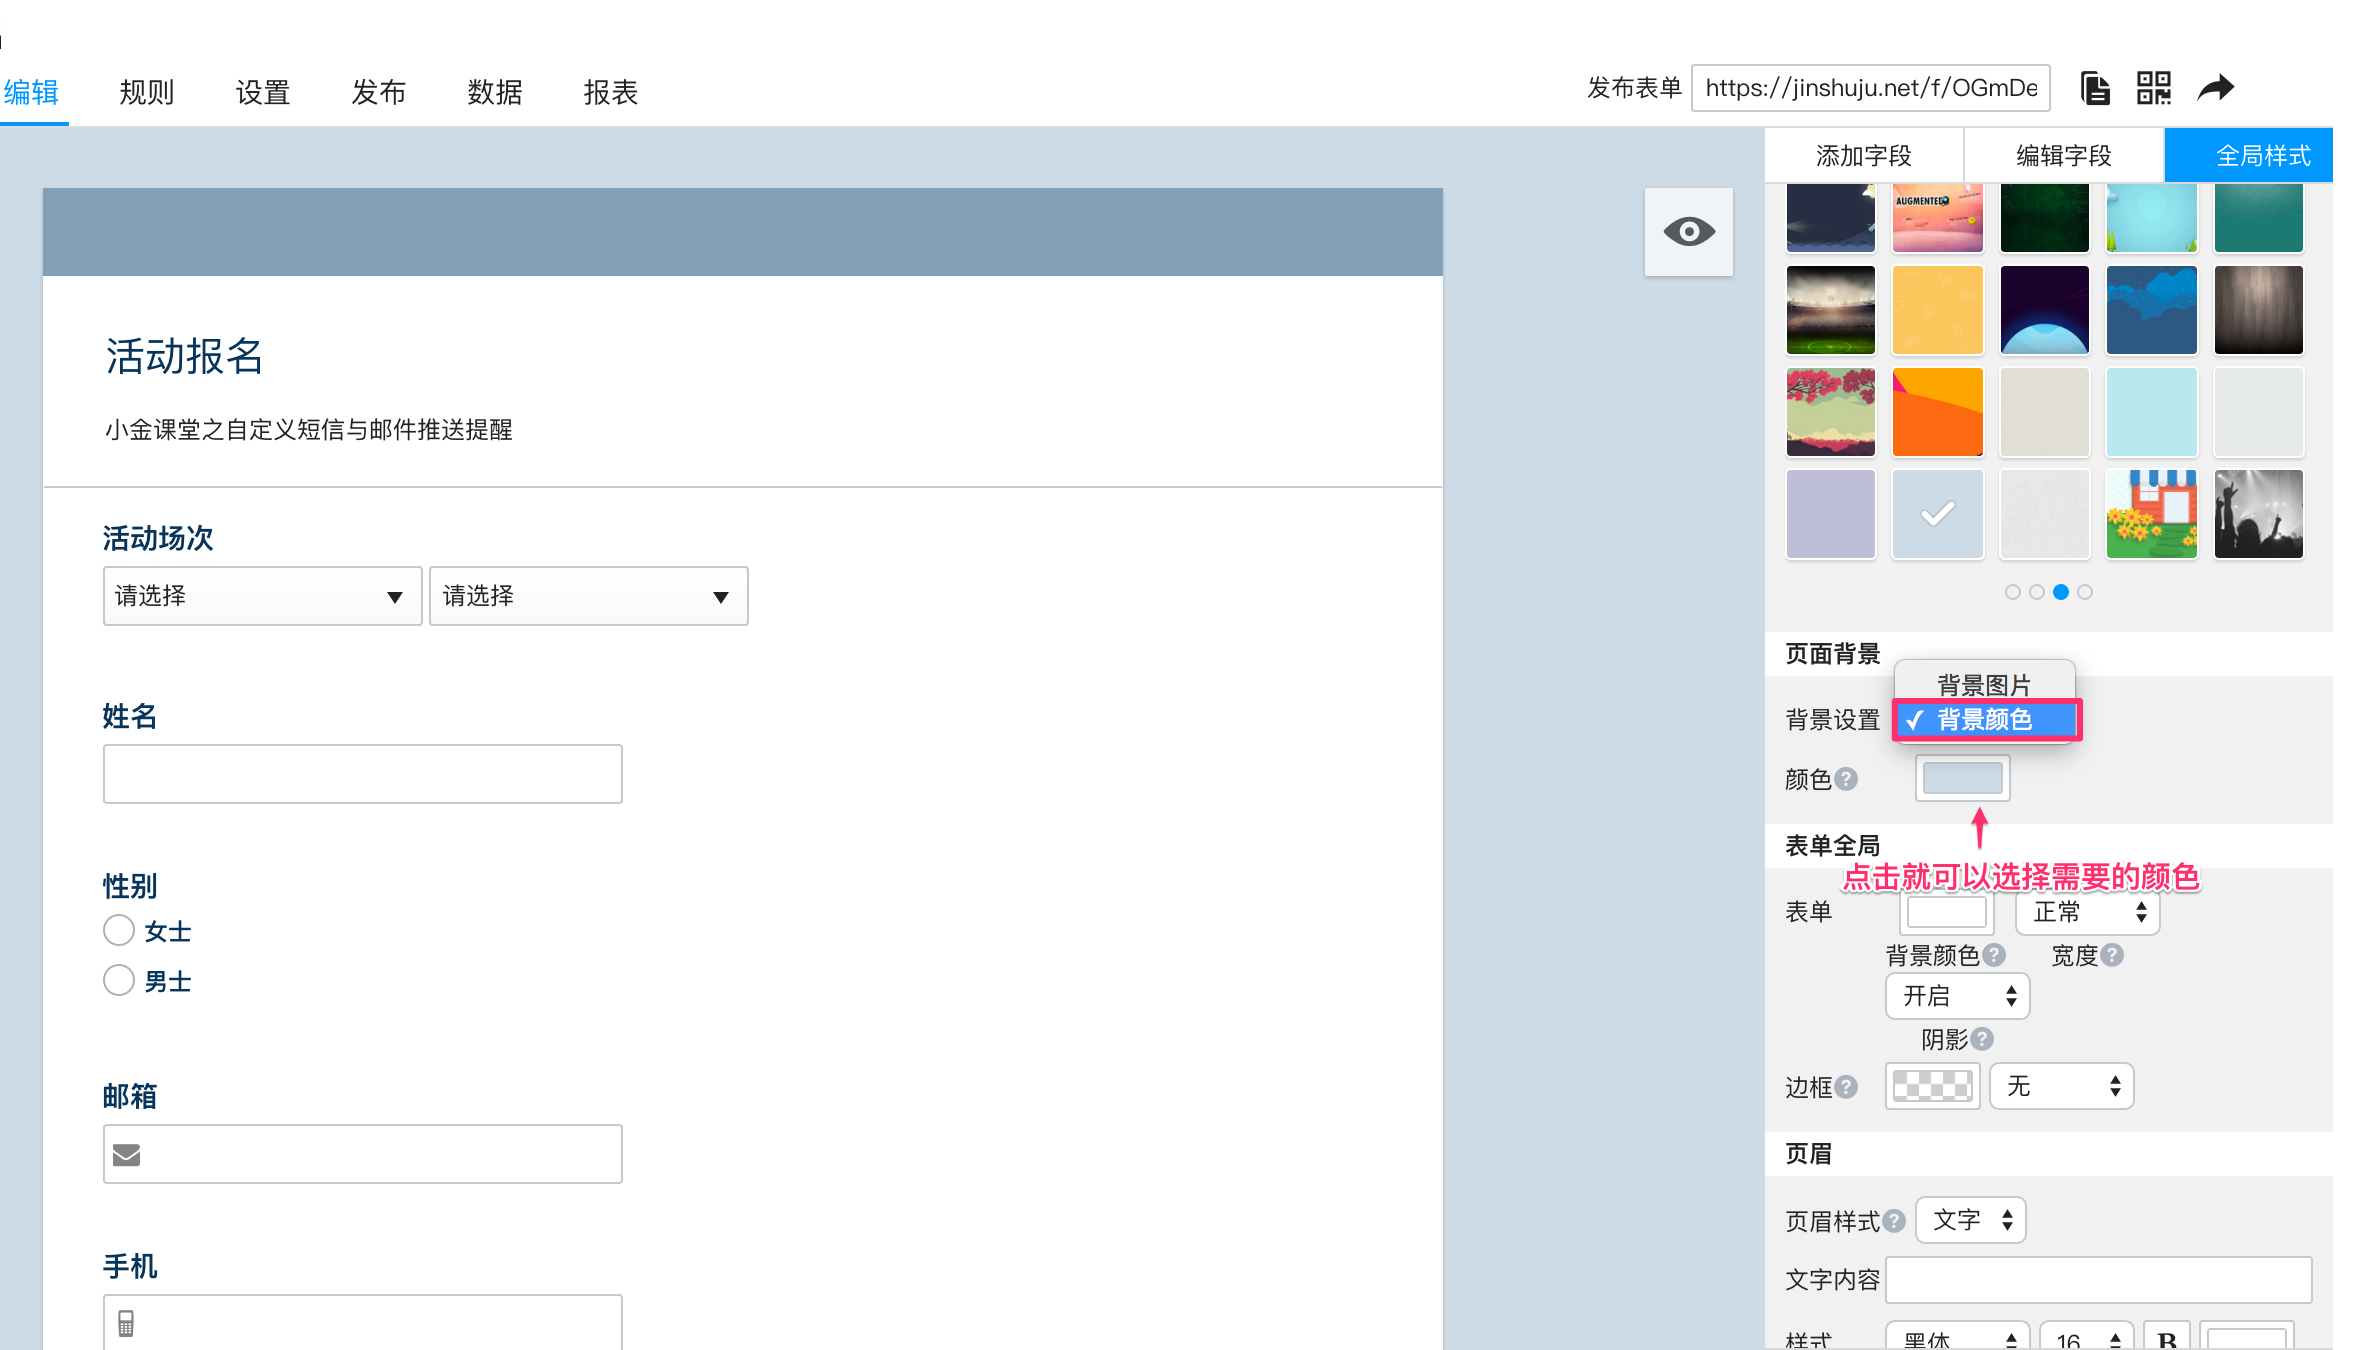 编辑 规则 设置 发布 数据 报表
发布表单 https://jinshuju.net/f/OGmDe
添加字段 编辑字段 全局样式
AUGMENTED
活动报名
小金课堂之自定义短信与邮件推送提醒
活动场次
请选择 请选择
姓名
性别
女士
男士
邮箱
手机
页面背景
背景图片
背景设置 ✓ 背景颜色
颜色 ?
表单全局
点击就可以选择需要的颜色
表单 正常
背景颜色 ? 宽度 ?
开启
阴影 ?
边框 ? 无
页眉
页眉样式 ? 文字
文字内容
样式 黑体 16 B